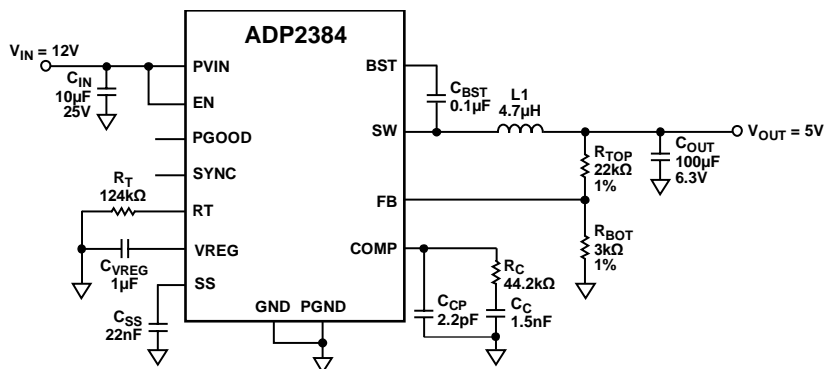 ADP2384
V_IN = 12V
C_IN
10µF
25V
PVIN
EN
PGOOD
SYNC
R_T
124kΩ
RT
C_VREG
1µF
VREG
C_SS
22nF
SS
GND PGND
BST
C_BST
0.1µF
L1
4.7µH
SW
FB
COMP
R_TOP
22kΩ
1%
C_OUT
100µF
6.3V
V_OUT = 5V
R_BOT
3kΩ
1%
R_C
44.2kΩ
C_CP
2.2pF
C_C
1.5nF